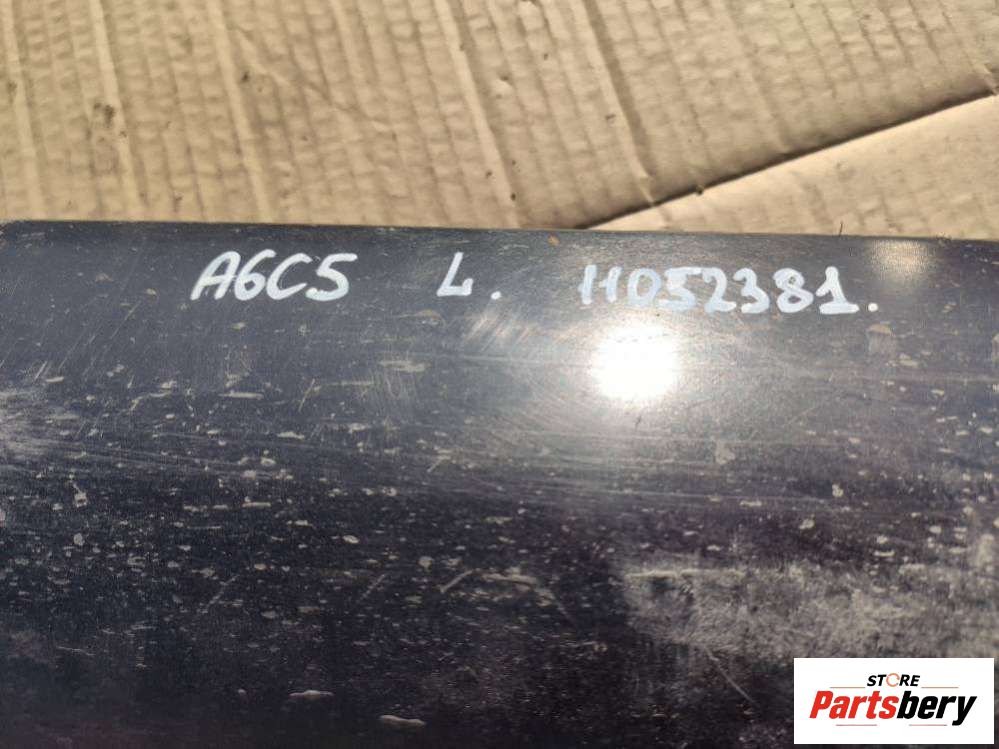 A6C5 L. 11052381.
STORE
Partsbery